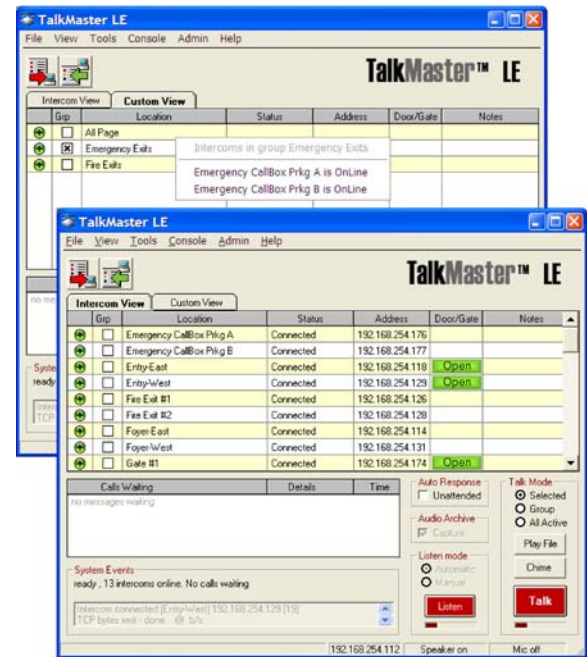 TalkMaster LE
File View Tools Console Admin Help
TalkMaster™ LE
Intercom View Custom View
Grp Location Status Address Door/Gate Notes
All Page
Emergency Exits
Fire Exits
Intercoms in group Emergency Exits
Emergency CallBox Prkg A is OnLine
Emergency CallBox Prkg B is OnLine
no me
Syste
ready
Interc
TCP
TalkMaster LE
File View Tools Console Admin Help
TalkMaster™ LE
Intercom View Custom View
Grp Location Status Address Door/Gate Notes
Emergency CallBox Prkg A Connected 192.168.254.176
Emergency CallBox Prkg B Connected 192.168.254.177
Entry-East Connected 192.168.254.118 Open
Entry-West Connected 192.168.254.129 Open
Fire Exit #1 Connected 192.168.254.126
Fire Exit #2 Connected 192.168.254.128
Foyer-East Connected 192.168.254.114
Foyer-West Connected 192.168.254.131
Gate #1 Connected 192.168.254.174 Open
Calls Waiting Details Time
no messages waiting
Auto Response
Unattended
Audio Archive
Capture
Listen mode
Automatic
Manual
Listen
Talk Mode
Selected
Group
All Active
Play File
Chime
Talk
System Events
ready , 13 intercoms online. No calls waiting
Intercom connected [Entry-West] 192.168.254.129 [19]
TCP bytes xmit - done. . @ b/s
192.168.254.112 Speaker on Mic off